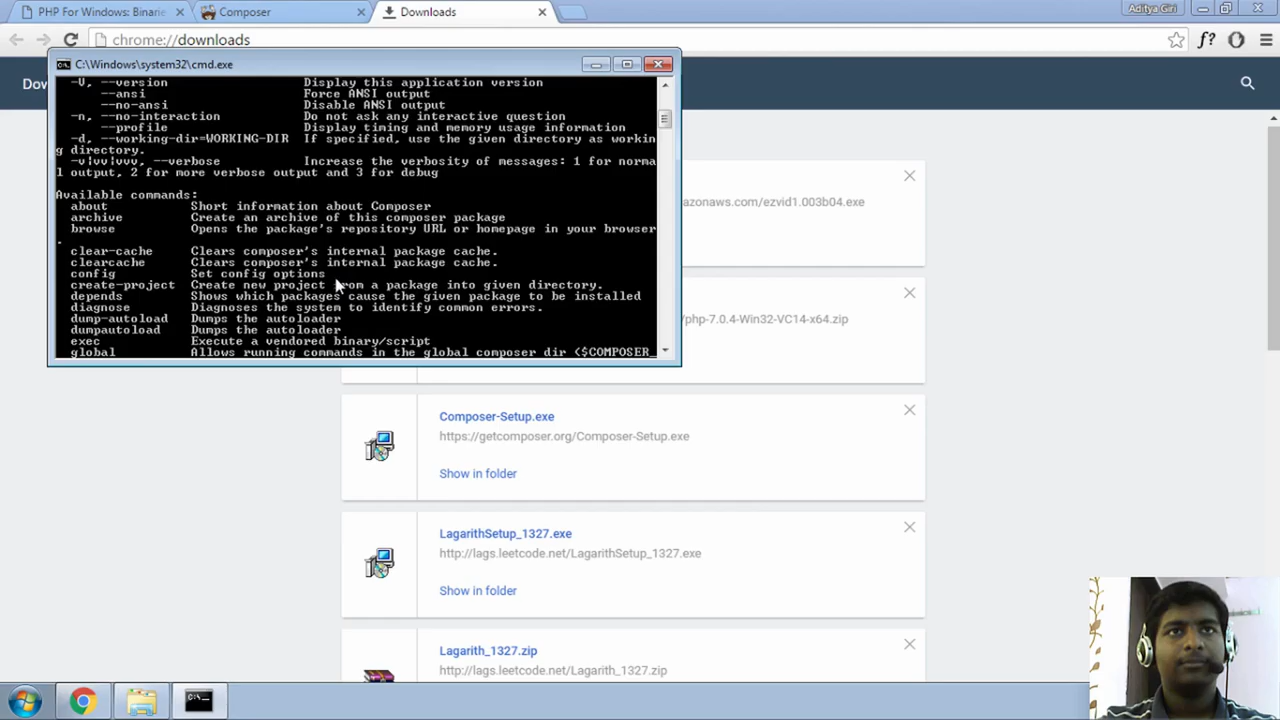 PHP For Windows: Binarie
Composer
Downloads
Aditya Giri
chrome://downloads
f?
C:\Windows\system32\cmd.exe
Dow
-V, --version Display this application version
--ansi Force ANSI output
--no-ansi Disable ANSI output
-n, --no-interaction Do not ask any interactive question
--profile Display timing and memory usage information
-d, --working-dir=WORKING-DIR If specified, use the given directory as workin
g directory.
-v|vv|vvv, --verbose Increase the verbosity of messages: 1 for norma
l output, 2 for more verbose output and 3 for debug
Available commands:
about Short information about Composer
archive Create an archive of this composer package
browse Opens the package's repository URL or homepage in your browser
.
clear-cache Clears composer's internal package cache.
clearcache Clears composer's internal package cache.
config Set config options
create-project Create new project from a package into given directory.
depends Shows which packages cause the given package to be installed
diagnose Diagnoses the system to identify common errors.
dump-autoload Dumps the autoloader
dumpautoload Dumps the autoloader
exec Execute a vendored binary/script
global Allows running commands in the global composer dir ($COMPOSER_
azonaws.com/ezvid1.003b04.exe
/php-7.0.4-Win32-VC14-x64.zip
Composer-Setup.exe
https://getcomposer.org/Composer-Setup.exe
Show in folder
LagarithSetup_1327.exe
http://lags.leetcode.net/LagarithSetup_1327.exe
Show in folder
Lagarith_1327.zip
http://lags.leetcode.net/Lagarith_1327.zip